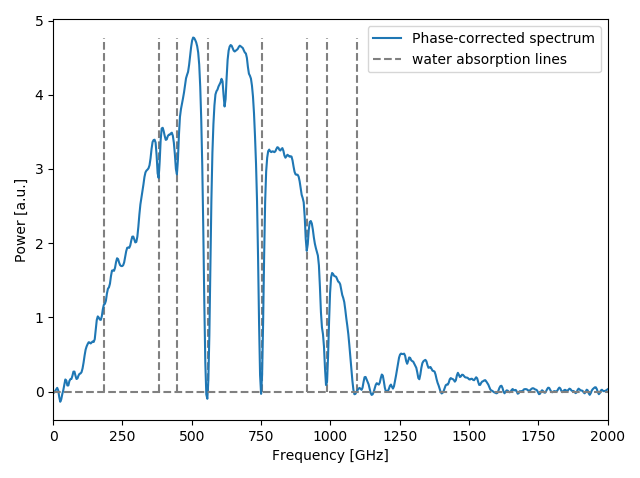 Phase-corrected spectrum
water absorption lines
Power [a.u.]
5
4
3
2
1
0
0 250 500 750 1000 1250 1500 1750 2000
Frequency [GHz]